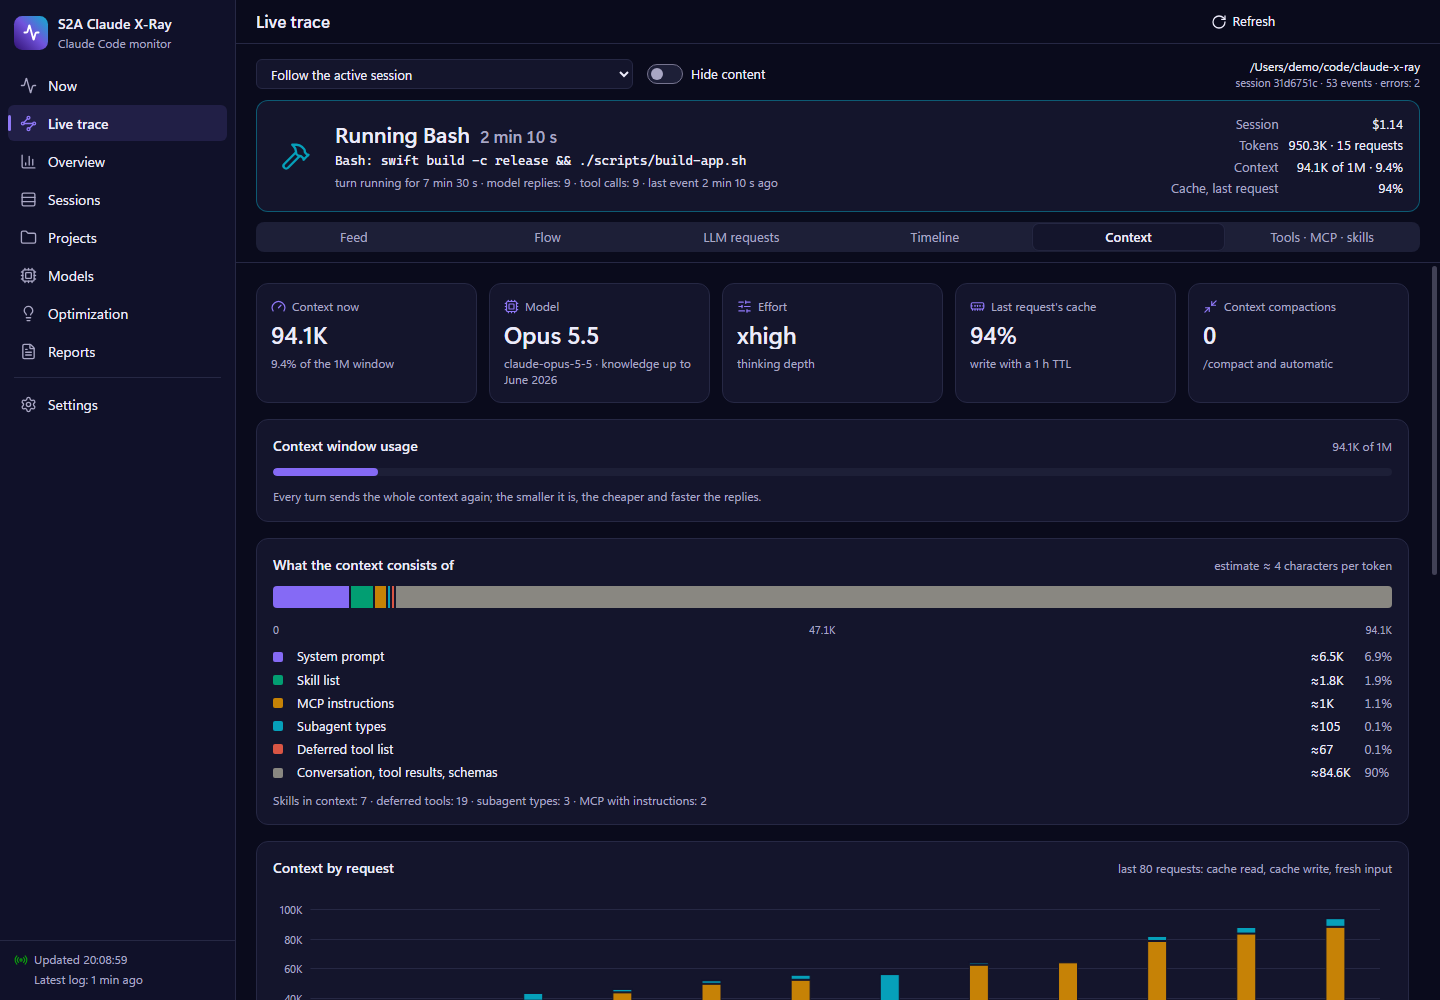 S2A Claude X-Ray
Claude Code monitor
Now
Live trace
Overview
Sessions
Projects
Models
Optimization
Reports
Settings
Updated 20:08:59
Latest log: 1 min ago
Live trace
Refresh
Follow the active session
Hide content
/Users/demo/code/claude-x-ray
session 31d6751c · 53 events · errors: 2
Running Bash 2 min 10 s
Bash: swift build -c release && ./scripts/build-app.sh
turn running for 7 min 30 s · model replies: 9 · tool calls: 9 · last event 2 min 10 s ago
Session $1.14
Tokens 950.3K · 15 requests
Context 94.1K of 1M · 9.4%
Cache, last request 94%
Feed
Flow
LLM requests
Timeline
Context
Tools · MCP · skills
Context now
94.1K
9.4% of the 1M window
Model
Opus 5.5
claude-opus-5-5 · knowledge up to
June 2026
Effort
xhigh
thinking depth
Last request's cache
94%
write with a 1 h TTL
Context compactions
0
/compact and automatic
Context window usage
94.1K of 1M
Every turn sends the whole context again; the smaller it is, the cheaper and faster the replies.
What the context consists of
estimate ≈ 4 characters per token
0 47.1K 94.1K
System prompt ≈6.5K 6.9%
Skill list ≈1.8K 1.9%
MCP instructions ≈1K 1.1%
Subagent types ≈105 0.1%
Deferred tool list ≈67 0.1%
Conversation, tool results, schemas ≈84.6K 90%
Skills in context: 7 · deferred tools: 19 · subagent types: 3 · MCP with instructions: 2
Context by request
last 80 requests: cache read, cache write, fresh input
100K
80K
60K
40K